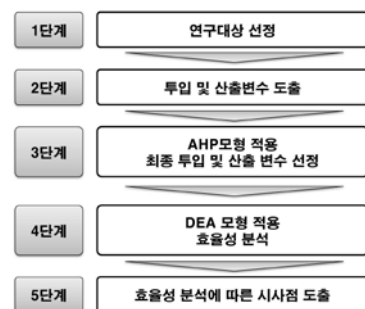 1단계
연구대상 선정
2단계
투입 및 산출변수 도출
3단계
AHP모형 적용
최종 투입 및 산출 변수 선정
4단계
DEA 모형 적용
효율성 분석
5단계
효율성 분석에 따른 시사점 도출